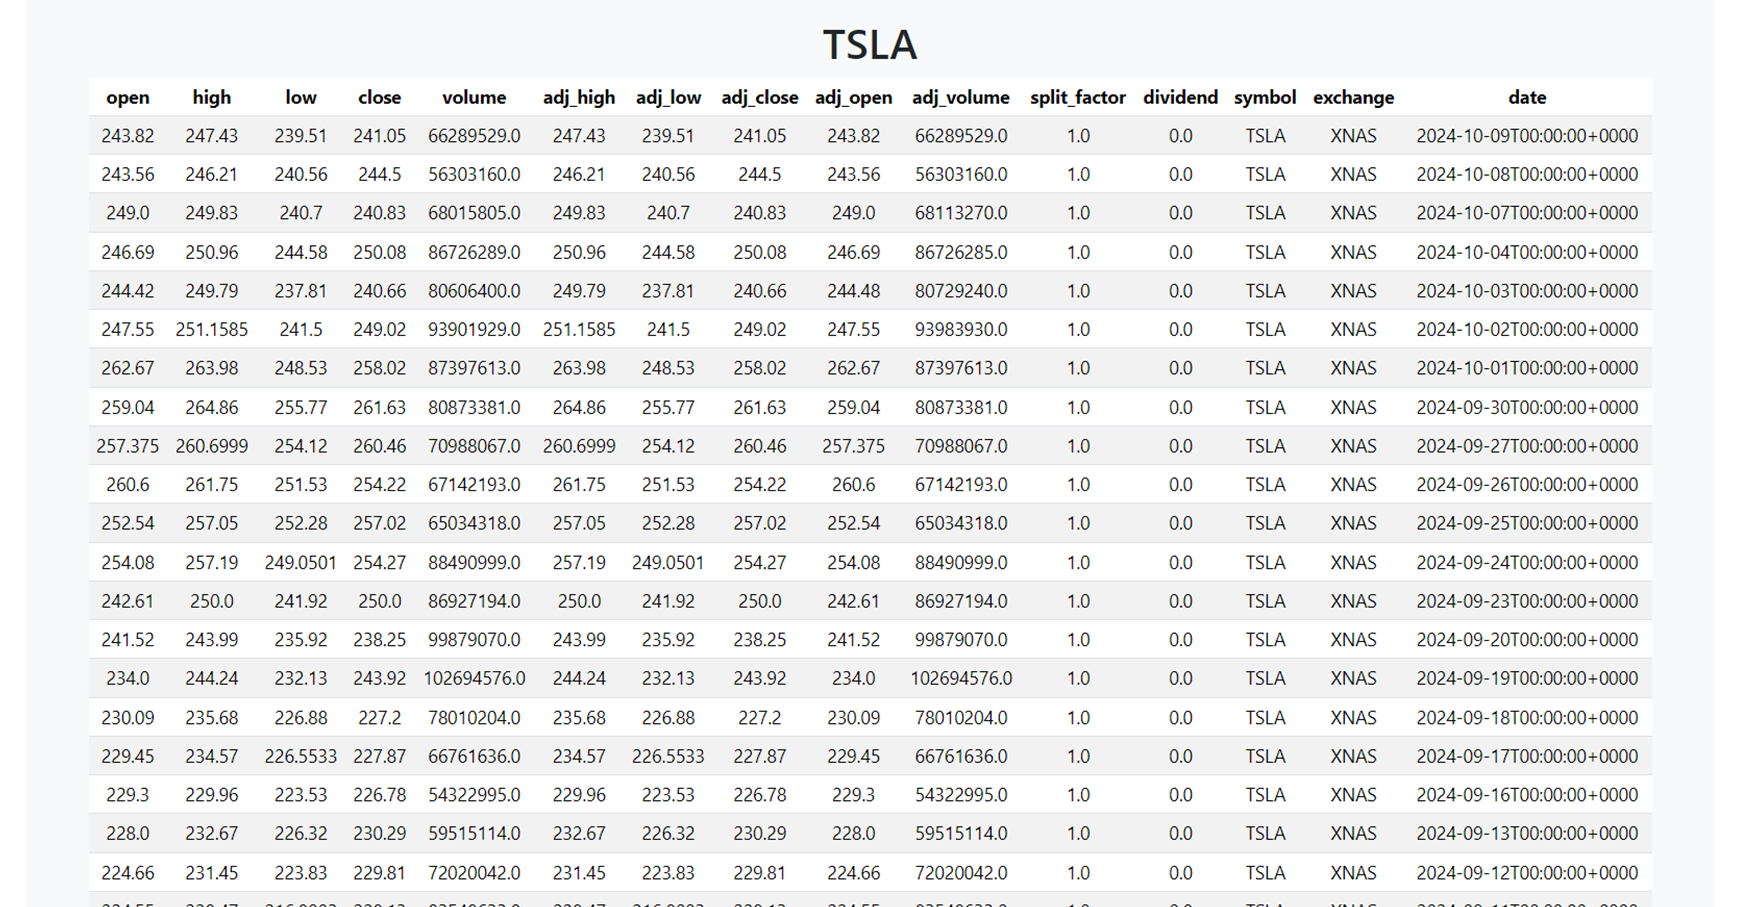 TSLA
open high low close volume adj_high adj_low adj_close adj_open adj_volume split_factor dividend symbol exchange date
243.82 247.43 239.51 241.05 66289529.0 247.43 239.51 241.05 243.82 66289529.0 1.0 0.0 TSLA XNAS 2024-10-09T00:00:00+0000
243.56 246.21 240.56 244.5 56303160.0 246.21 240.56 244.5 243.56 56303160.0 1.0 0.0 TSLA XNAS 2024-10-08T00:00:00+0000
249.0 249.83 240.7 240.83 68015805.0 249.83 240.7 240.83 249.0 68113270.0 1.0 0.0 TSLA XNAS 2024-10-07T00:00:00+0000
246.69 250.96 244.58 250.08 86726289.0 250.96 244.58 250.08 246.69 86726285.0 1.0 0.0 TSLA XNAS 2024-10-04T00:00:00+0000
244.42 249.79 237.81 240.66 80606400.0 249.79 237.81 240.66 244.48 80729240.0 1.0 0.0 TSLA XNAS 2024-10-03T00:00:00+0000
247.55 251.1585 241.5 249.02 93901929.0 251.1585 241.5 249.02 247.55 93983930.0 1.0 0.0 TSLA XNAS 2024-10-02T00:00:00+0000
262.67 263.98 248.53 258.02 87397613.0 263.98 248.53 258.02 262.67 87397613.0 1.0 0.0 TSLA XNAS 2024-10-01T00:00:00+0000
259.04 264.86 255.77 261.63 80873381.0 264.86 255.77 261.63 259.04 80873381.0 1.0 0.0 TSLA XNAS 2024-09-30T00:00:00+0000
257.375 260.6999 254.12 260.46 70988067.0 260.6999 254.12 260.46 257.375 70988067.0 1.0 0.0 TSLA XNAS 2024-09-27T00:00:00+0000
260.6 261.75 251.53 254.22 67142193.0 261.75 251.53 254.22 260.6 67142193.0 1.0 0.0 TSLA XNAS 2024-09-26T00:00:00+0000
252.54 257.05 252.28 257.02 65034318.0 257.05 252.28 257.02 252.54 65034318.0 1.0 0.0 TSLA XNAS 2024-09-25T00:00:00+0000
254.08 257.19 249.0501 254.27 88490999.0 257.19 249.0501 254.27 254.08 88490999.0 1.0 0.0 TSLA XNAS 2024-09-24T00:00:00+0000
242.61 250.0 241.92 250.0 86927194.0 250.0 241.92 250.0 242.61 86927194.0 1.0 0.0 TSLA XNAS 2024-09-23T00:00:00+0000
241.52 243.99 235.92 238.25 99879070.0 243.99 235.92 238.25 241.52 99879070.0 1.0 0.0 TSLA XNAS 2024-09-20T00:00:00+0000
234.0 244.24 232.13 243.92 102694576.0 244.24 232.13 243.92 234.0 102694576.0 1.0 0.0 TSLA XNAS 2024-09-19T00:00:00+0000
230.09 235.68 226.88 227.2 78010204.0 235.68 226.88 227.2 230.09 78010204.0 1.0 0.0 TSLA XNAS 2024-09-18T00:00:00+0000
229.45 234.57 226.5533 227.87 66761636.0 234.57 226.5533 227.87 229.45 66761636.0 1.0 0.0 TSLA XNAS 2024-09-17T00:00:00+0000
229.3 229.96 223.53 226.78 54322995.0 229.96 223.53 226.78 229.3 54322995.0 1.0 0.0 TSLA XNAS 2024-09-16T00:00:00+0000
228.0 232.67 226.32 230.29 59515114.0 232.67 226.32 230.29 228.0 59515114.0 1.0 0.0 TSLA XNAS 2024-09-13T00:00:00+0000
224.66 231.45 223.83 229.81 72020042.0 231.45 223.83 229.81 224.66 72020042.0 1.0 0.0 TSLA XNAS 2024-09-12T00:00:00+0000